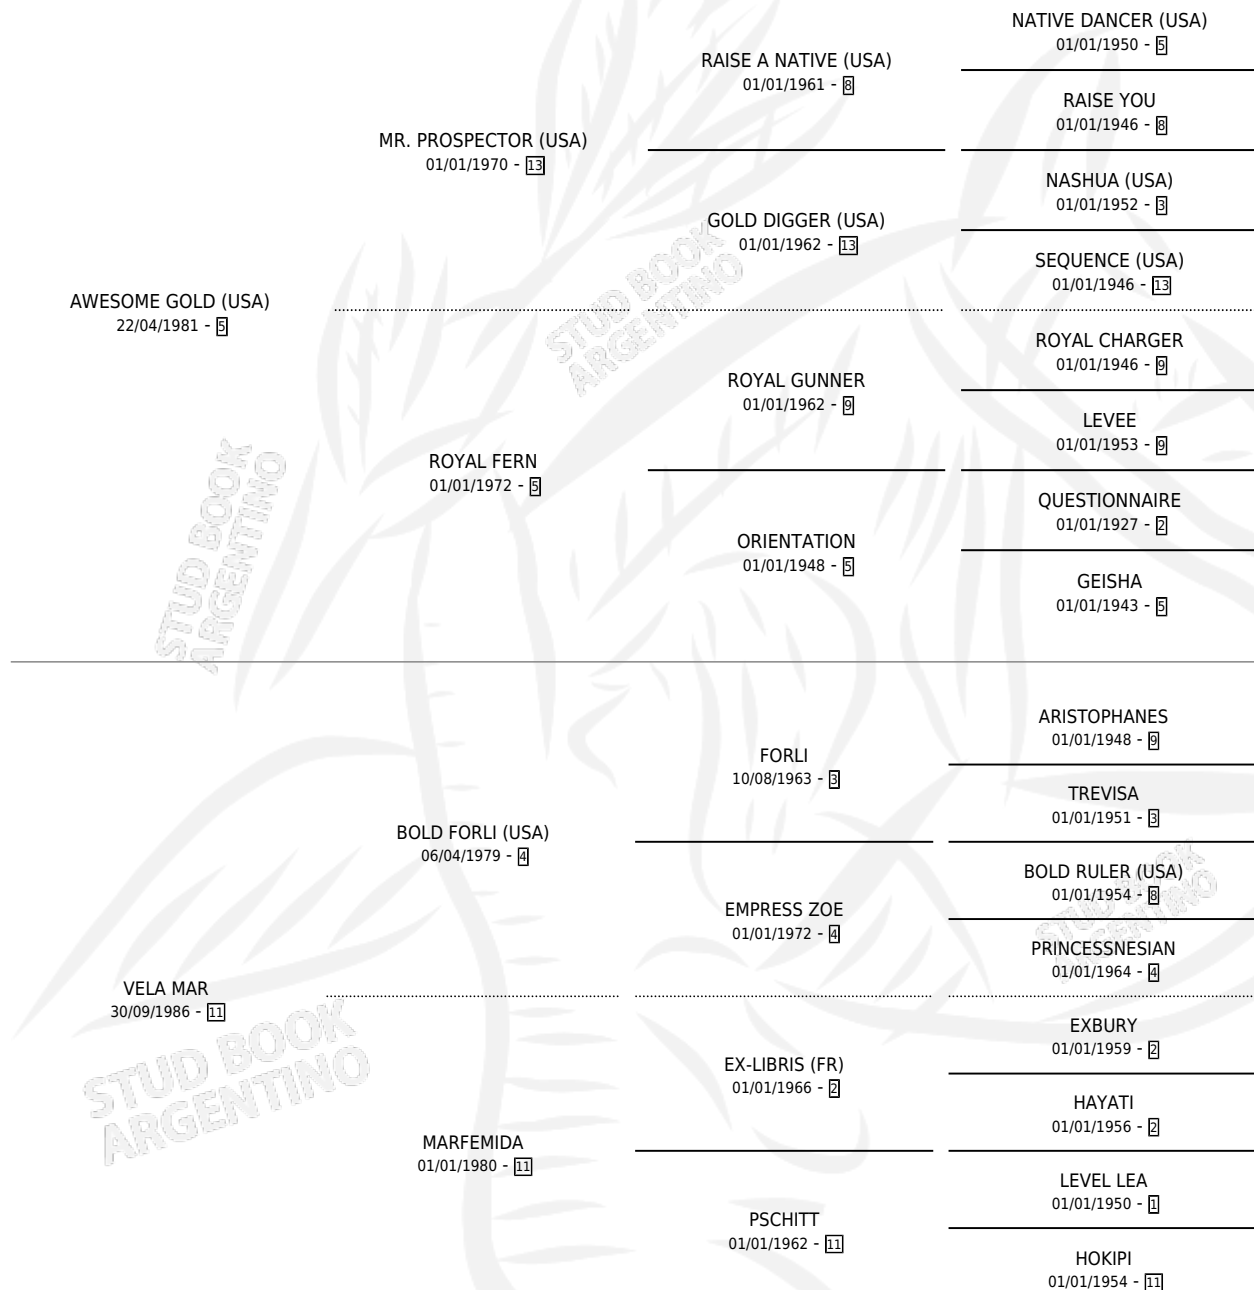 NATIVE DANCER (USA)
01/01/1950 - 5
RAISE A NATIVE (USA)
01/01/1961 - 8
RAISE YOU
01/01/1946 - 8
MR. PROSPECTOR (USA)
01/01/1970 - 13
NASHUA (USA)
01/01/1952 - 3
GOLD DIGGER (USA)
01/01/1962 - 13
SEQUENCE (USA)
01/01/1946 - 13
AWESOME GOLD (USA)
22/04/1981 - 5
STUD BOOK
ARGENTINO
ROYAL CHARGER
01/01/1946 - 9
ROYAL GUNNER
01/01/1962 - 9
LEVEE
01/01/1953 - 9
ROYAL FERN
01/01/1972 - 5
QUESTIONNAIRE
01/01/1927 - 2
ORIENTATION
01/01/1948 - 5
GEISHA
01/01/1943 - 5
STUD BOOK
ARGENTINO
ARISTOPHANES
01/01/1948 - 9
FORLI
10/08/1963 - 3
TREVISA
01/01/1951 - 3
BOLD FORLI (USA)
06/04/1979 - 4
BOLD RULER (USA)
01/01/1954 - 8
EMPRESS ZOE
01/01/1972 - 4
PRINCESSNESIAN
01/01/1964 - 4
STUD BOOK
ARGENTINO
VELA MAR
30/09/1986 - 11
STUD BOOK
ARGENTINO
EXBURY
01/01/1959 - 2
EX-LIBRIS (FR)
01/01/1966 - 2
HAYATI
01/01/1956 - 2
MARFEMIDA
01/01/1980 - 11
LEVEL LEA
01/01/1950 - 1
PSCHITT
01/01/1962 - 11
HOKIPI
01/01/1954 - 11